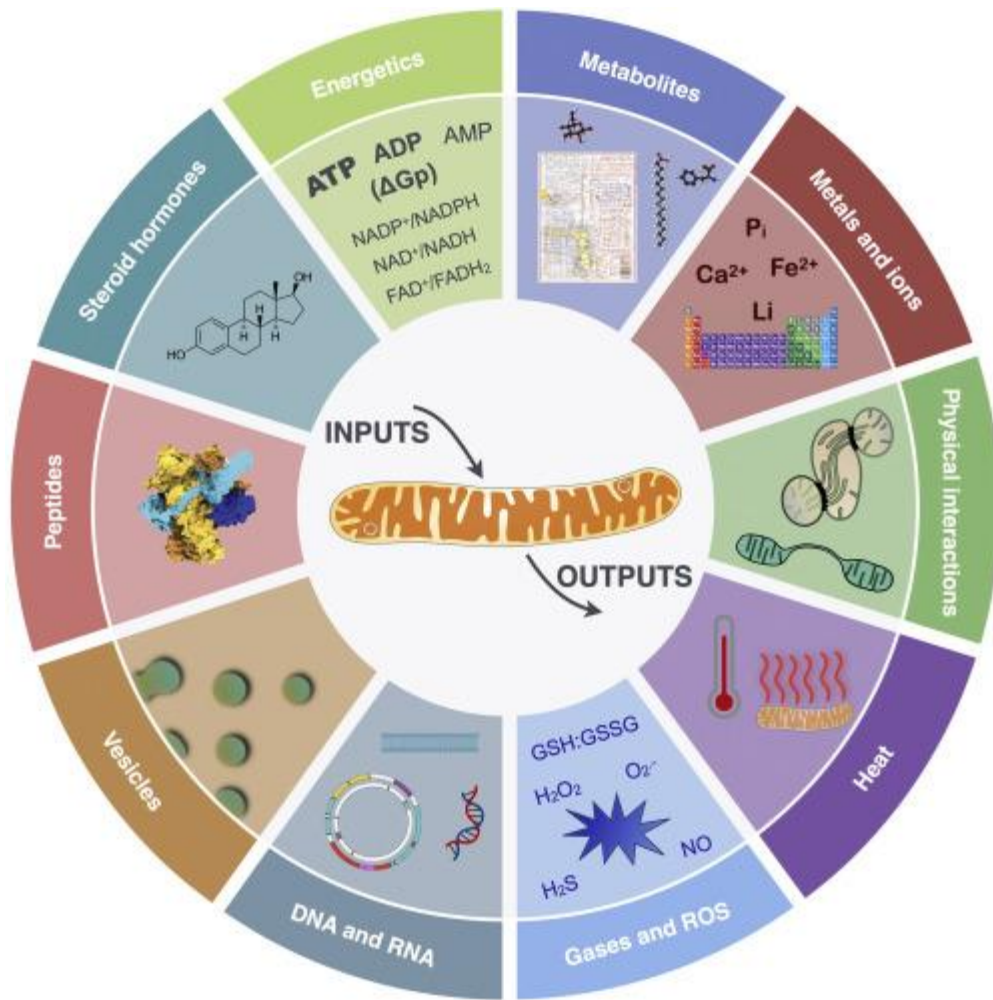 Energetics
ATP ADP AMP
(ΔGp)
NADP⁺/NADPH
NAD⁺/NADH
FAD⁺/FADH₂
Metabolites
Metals and ions
Pᵢ
Ca²⁺ Fe²⁺
Li
Physical interactions
Heat
Gases and ROS
GSH:GSSG
H₂O₂ O₂·⁻
NO
H₂S
DNA and RNA
Vesicles
Peptides
Steroid hormones
OH
H
H H
HO
INPUTS
OUTPUTS